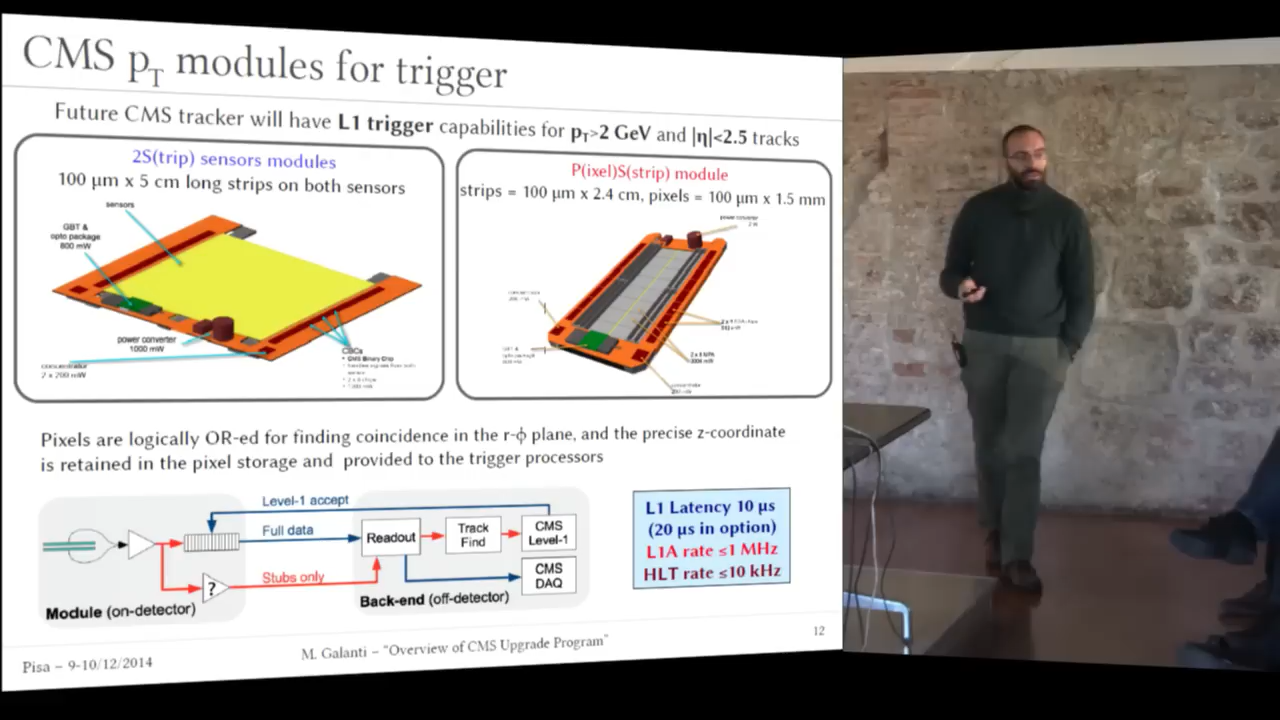 CMS pT modules for trigger
Future CMS tracker will have L1 trigger capabilities for pT>2 GeV and |η|<2.5 tracks
2S(trip) sensors modules
100 µm x 5 cm long strips on both sensors
sensors
GBT &
opto package
800 mW
power converter
1000 mW
concentrator
2 x 200 mW
CBCs
CMS Binary Chip
P(ixel)S(strip) module
strips = 100 µm x 2.4 cm, pixels = 100 µm x 1.5 mm
power converter
Pixels are logically OR-ed for finding coincidence in the r-ϕ plane, and the precise z-coordinate
is retained in the pixel storage and provided to the trigger processors
Level-1 accept
Full data
Stubs only
?
Readout
Track
Find
CMS
Level-1
CMS
DAQ
Module (on-detector)
Back-end (off-detector)
L1 Latency 10 µs
(20 µs in option)
L1A rate ≤1 MHz
HLT rate ≤10 kHz
Pisa – 9-10/12/2014
M. Galanti – "Overview of CMS Upgrade Program"
12